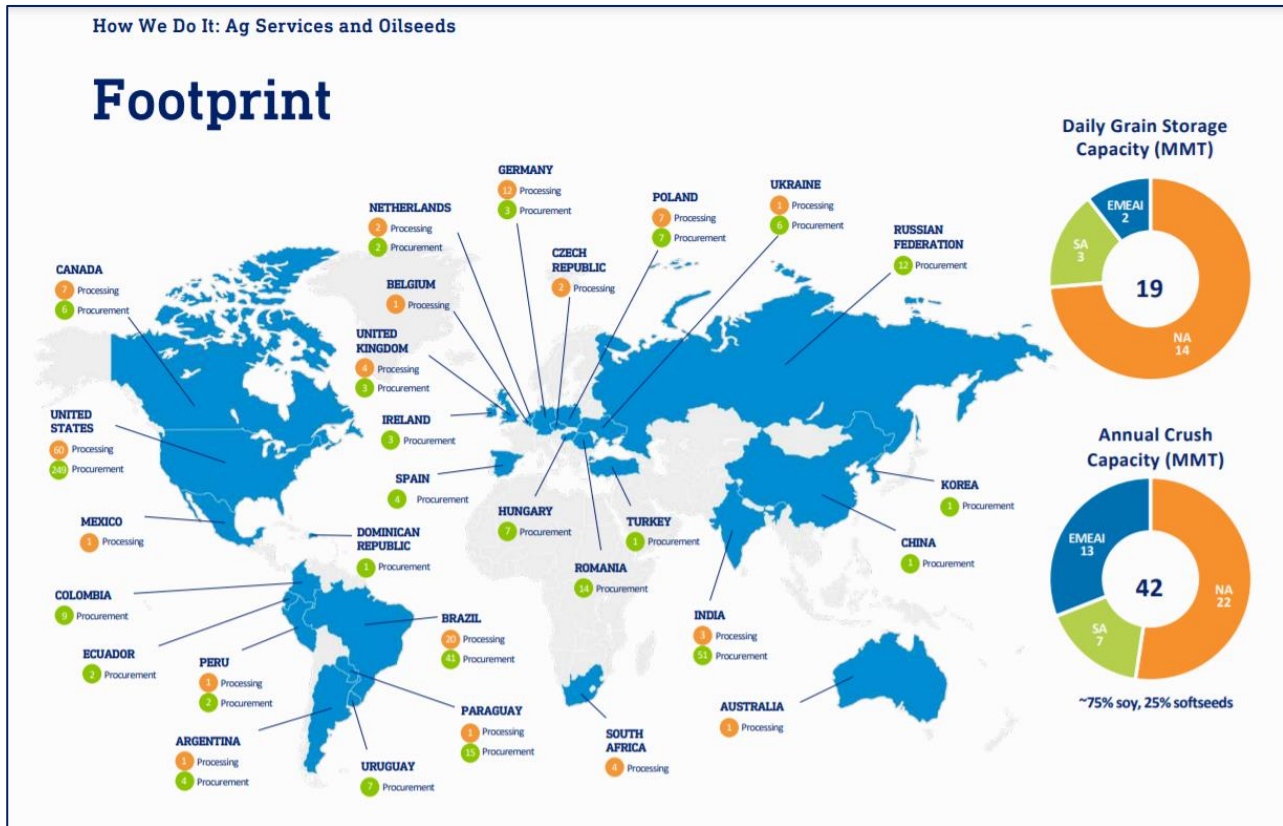 How We Do It: Ag Services and Oilseeds
Footprint
CANADA
7 Processing
6 Procurement
UNITED
STATES
60 Processing
249 Procurement
MEXICO
1 Processing
COLOMBIA
9 Procurement
ECUADOR
2 Procurement
PERU
1 Processing
2 Procurement
ARGENTINA
1 Processing
4 Procurement
URUGUAY
7 Procurement
PARAGUAY
1 Processing
15 Procurement
BRAZIL
20 Processing
41 Procurement
DOMINICAN
REPUBLIC
1 Procurement
NETHERLANDS
2 Processing
2 Procurement
BELGIUM
1 Processing
UNITED
KINGDOM
4 Processing
3 Procurement
IRELAND
3 Procurement
SPAIN
4 Procurement
GERMANY
12 Processing
3 Procurement
CZECH
REPUBLIC
2 Processing
POLAND
7 Processing
7 Procurement
UKRAINE
1 Processing
6 Procurement
RUSSIAN
FEDERATION
12 Procurement
HUNGARY
7 Procurement
ROMANIA
14 Procurement
TURKEY
1 Procurement
SOUTH
AFRICA
4 Processing
INDIA
3 Processing
51 Procurement
KOREA
1 Procurement
CHINA
1 Procurement
AUSTRALIA
1 Processing
Daily Grain Storage
Capacity (MMT)
EMEAI
2
SA
3
19
NA
14
Annual Crush
Capacity (MMT)
EMEAI
13
42
NA
22
SA
7
~75% soy, 25% softseeds